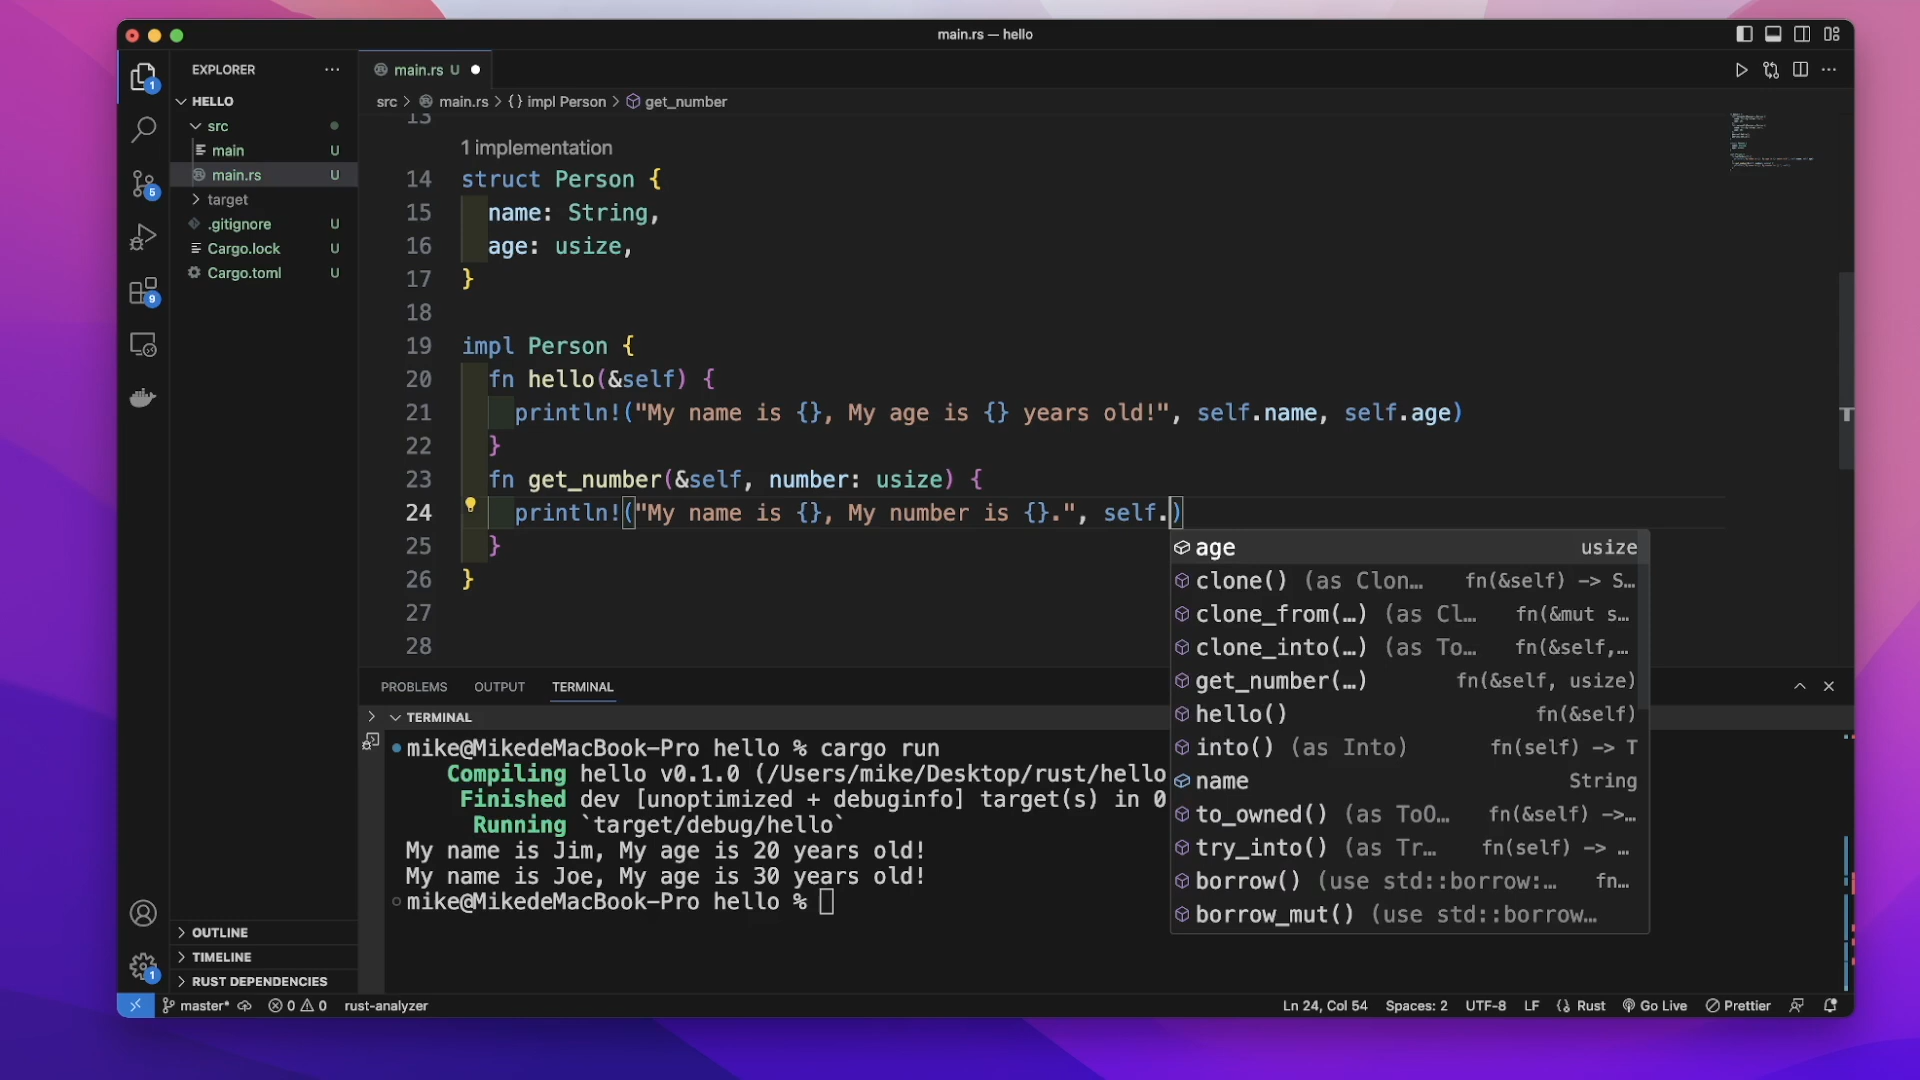 main.rs — hello
EXPLORER
main.rs U
HELLO
src > main.rs > {} impl Person > get_number
src
main U
main.rs U
target
.gitignore U
Cargo.lock U
Cargo.toml U
13
1 implementation
14 struct Person {
15 name: String,
16 age: usize,
17 }
18
19 impl Person {
20 fn hello(&self) {
21 println!("My name is {}, My age is {} years old!", self.name, self.age)
22 }
23 fn get_number(&self, number: usize) {
24 println!("My name is {}, My number is {}.", self.)
25 }
26 }
27
28
age usize
clone() (as Clon… fn(&self) -> S…
clone_from(…) (as Cl… fn(&mut s…
clone_into(…) (as To… fn(&self,…
get_number(…) fn(&self, usize)
hello() fn(&self)
into() (as Into) fn(self) -> T
name String
to_owned() (as ToO… fn(&self) ->…
try_into() (as Tr… fn(self) -> …
borrow() (use std::borrow:… fn…
borrow_mut() (use std::borrow…
PROBLEMS OUTPUT TERMINAL
TERMINAL
mike@MikedeMacBook-Pro hello % cargo run
Compiling hello v0.1.0 (/Users/mike/Desktop/rust/hello
Finished dev [unoptimized + debuginfo] target(s) in 0
Running `target/debug/hello`
My name is Jim, My age is 20 years old!
My name is Joe, My age is 30 years old!
mike@MikedeMacBook-Pro hello %
OUTLINE
TIMELINE
RUST DEPENDENCIES
1
5
9
1
master* 0 0 rust-analyzer Ln 24, Col 54 Spaces: 2 UTF-8 LF Rust Go Live Prettier